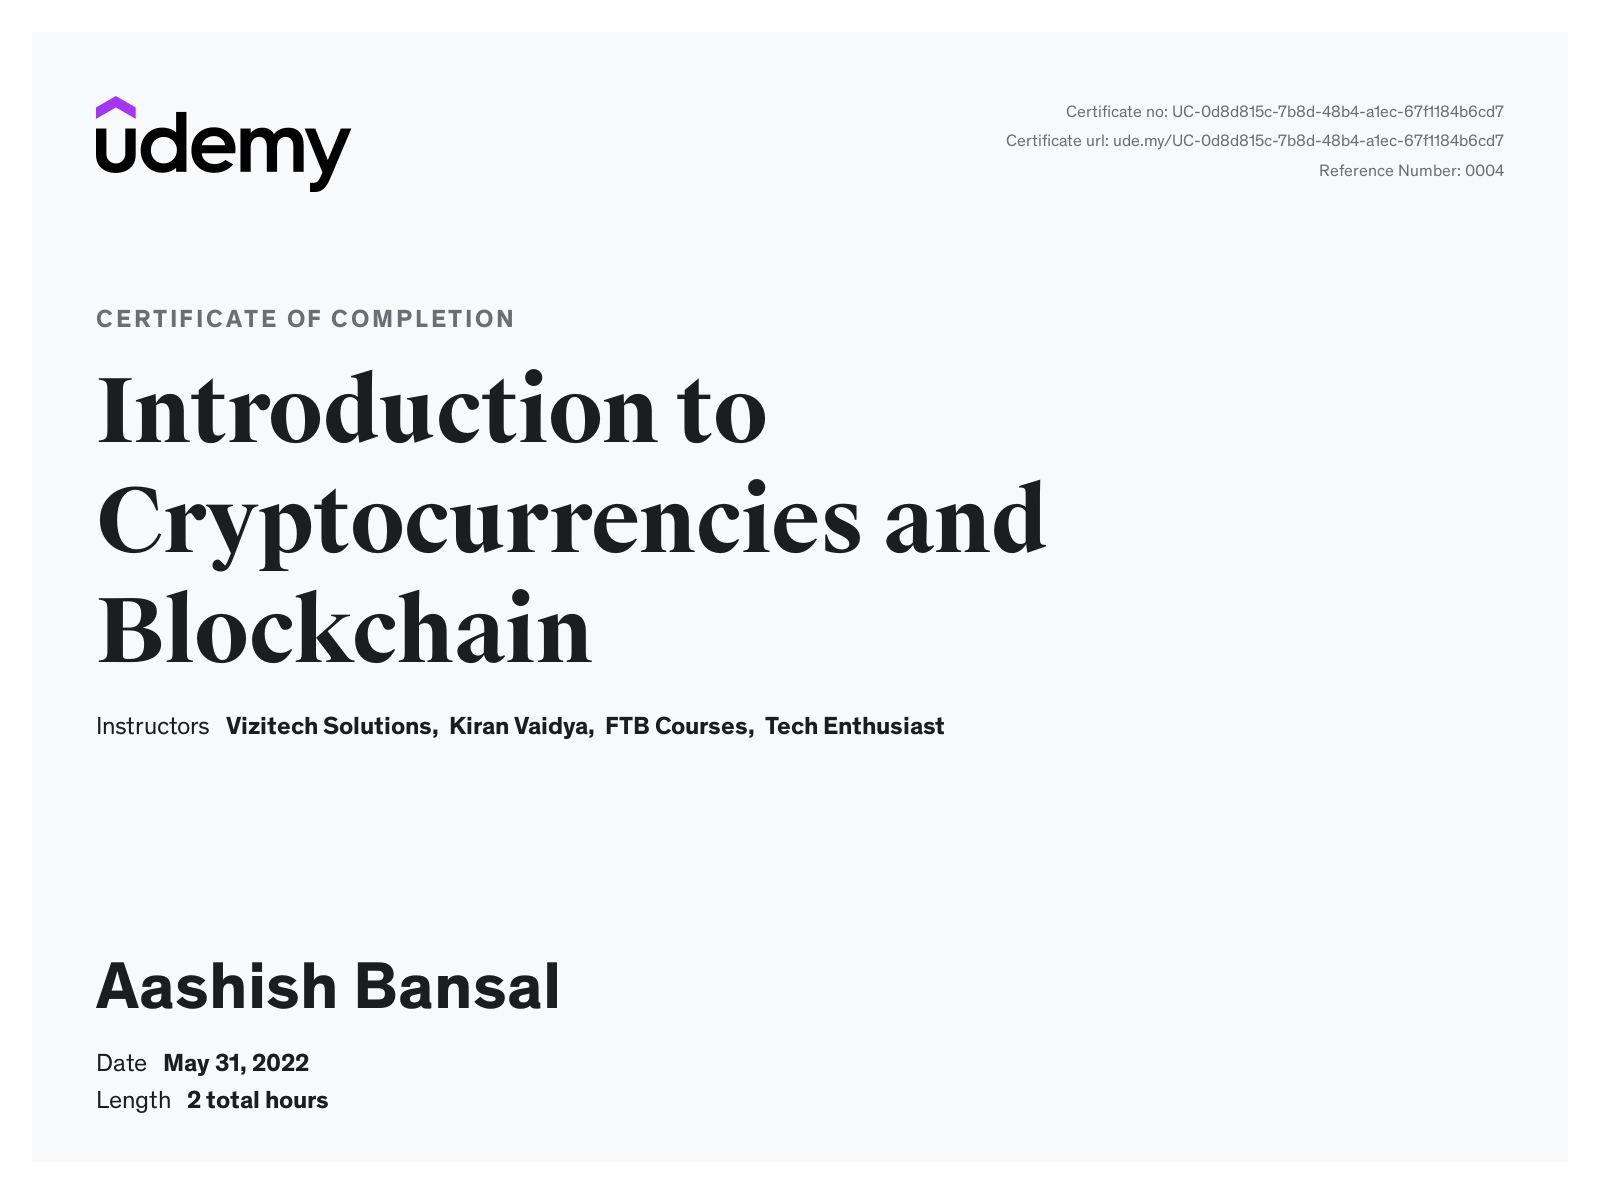 udemy
Certificate no: UC-0d8d815c-7b8d-48b4-a1ec-67f1184b6cd7
Certificate url: ude.my/UC-0d8d815c-7b8d-48b4-a1ec-67f1184b6cd7
Reference Number: 0004
CERTIFICATE OF COMPLETION
Introduction to
Cryptocurrencies and
Blockchain
Instructors Vizitech Solutions, Kiran Vaidya, FTB Courses, Tech Enthusiast
Aashish Bansal
Date May 31, 2022
Length 2 total hours